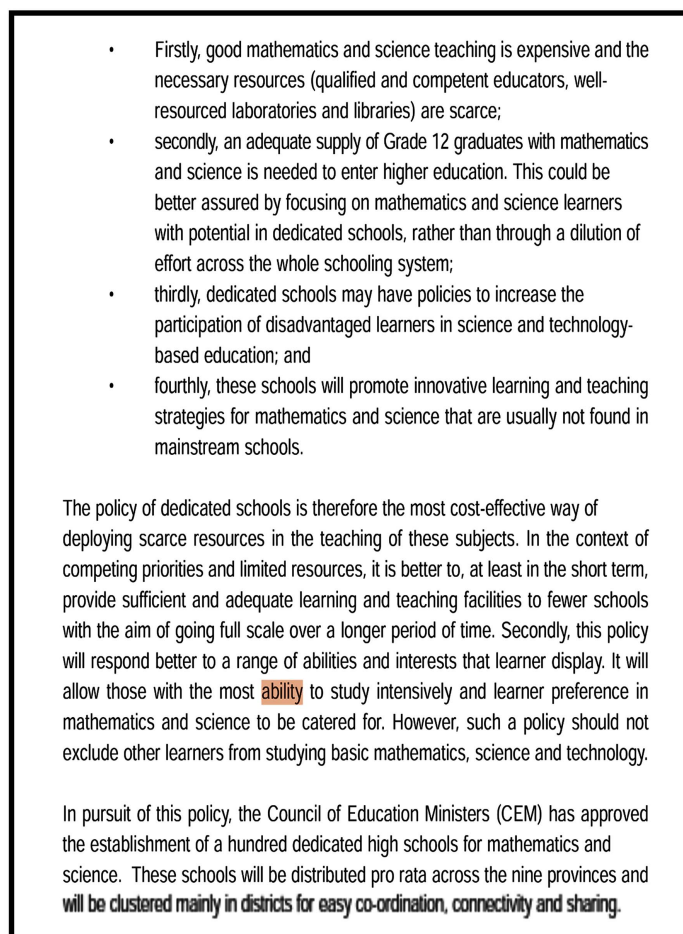 • Firstly, good mathematics and science teaching is expensive and the
necessary resources (qualified and competent educators, well-
resourced laboratories and libraries) are scarce;
• secondly, an adequate supply of Grade 12 graduates with mathematics
and science is needed to enter higher education. This could be
better assured by focusing on mathematics and science learners
with potential in dedicated schools, rather than through a dilution of
effort across the whole schooling system;
• thirdly, dedicated schools may have policies to increase the
participation of disadvantaged learners in science and technology-
based education; and
• fourthly, these schools will promote innovative learning and teaching
strategies for mathematics and science that are usually not found in
mainstream schools.
The policy of dedicated schools is therefore the most cost-effective way of
deploying scarce resources in the teaching of these subjects. In the context of
competing priorities and limited resources, it is better to, at least in the short term,
provide sufficient and adequate learning and teaching facilities to fewer schools
with the aim of going full scale over a longer period of time. Secondly, this policy
will respond better to a range of abilities and interests that learner display. It will
allow those with the most ability to study intensively and learner preference in
mathematics and science to be catered for. However, such a policy should not
exclude other learners from studying basic mathematics, science and technology.
In pursuit of this policy, the Council of Education Ministers (CEM) has approved
the establishment of a hundred dedicated high schools for mathematics and
science. These schools will be distributed pro rata across the nine provinces and
will be clustered mainly in districts for easy co-ordination, connectivity and sharing.